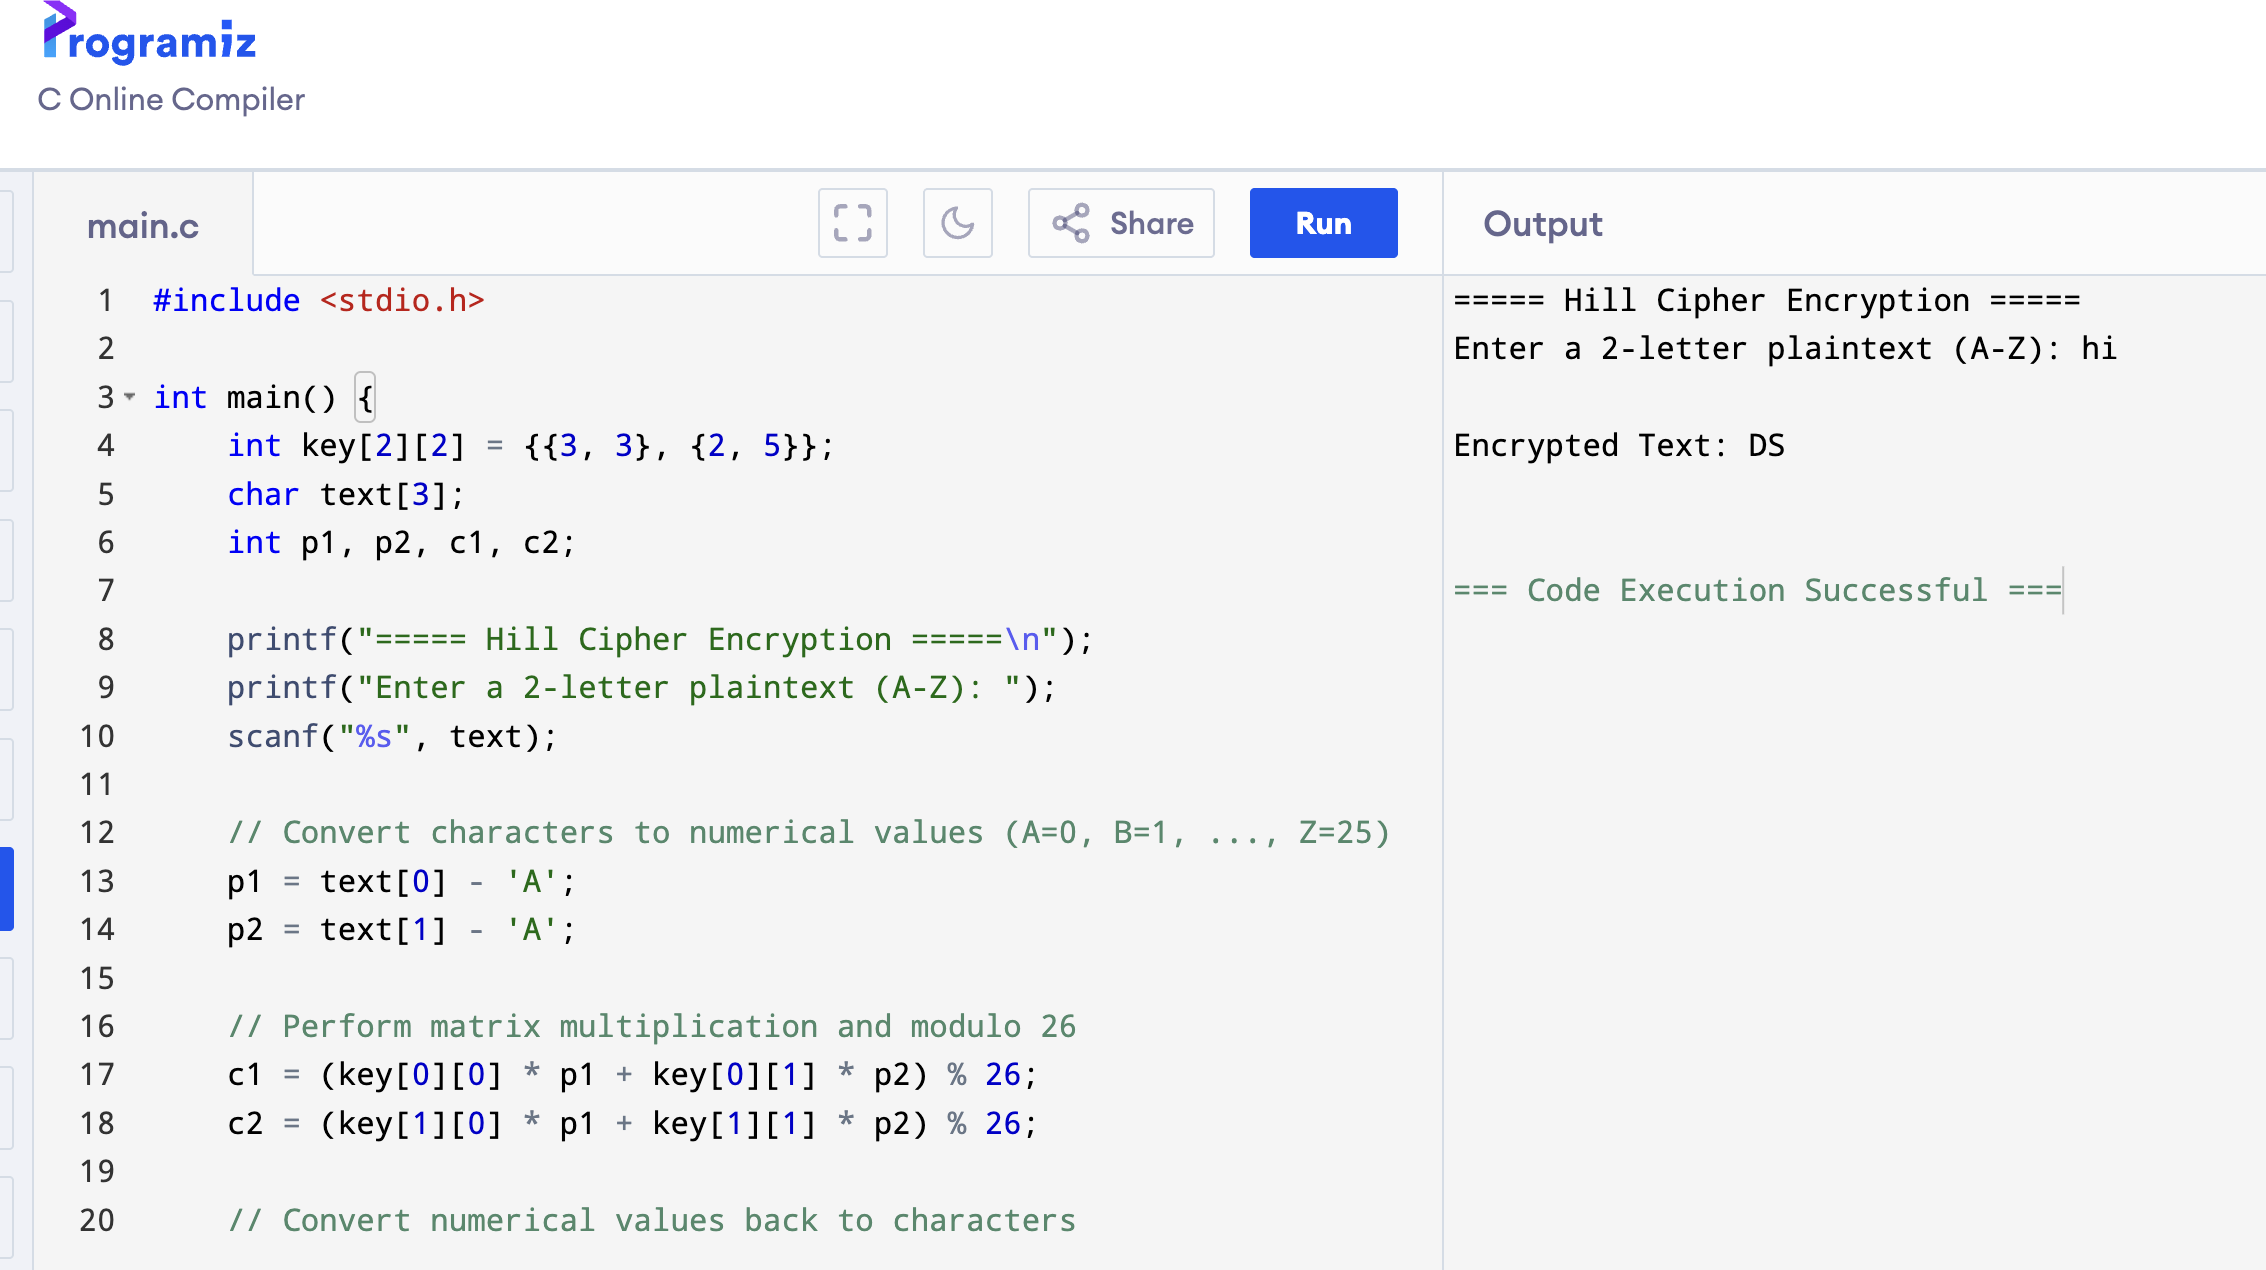 Programiz
C Online Compiler
main.c
Share
Run
Output
1 #include <stdio.h>
2
3 int main() {
4     int key[2][2] = {{3, 3}, {2, 5}};
5     char text[3];
6     int p1, p2, c1, c2;
7
8     printf("===== Hill Cipher Encryption =====\n");
9     printf("Enter a 2-letter plaintext (A-Z): ");
10     scanf("%s", text);
11
12     // Convert characters to numerical values (A=0, B=1, ..., Z=25)
13     p1 = text[0] - 'A';
14     p2 = text[1] - 'A';
15
16     // Perform matrix multiplication and modulo 26
17     c1 = (key[0][0] * p1 + key[0][1] * p2) % 26;
18     c2 = (key[1][0] * p1 + key[1][1] * p2) % 26;
19
20     // Convert numerical values back to characters
===== Hill Cipher Encryption =====
Enter a 2-letter plaintext (A-Z): hi
Encrypted Text: DS
=== Code Execution Successful ===